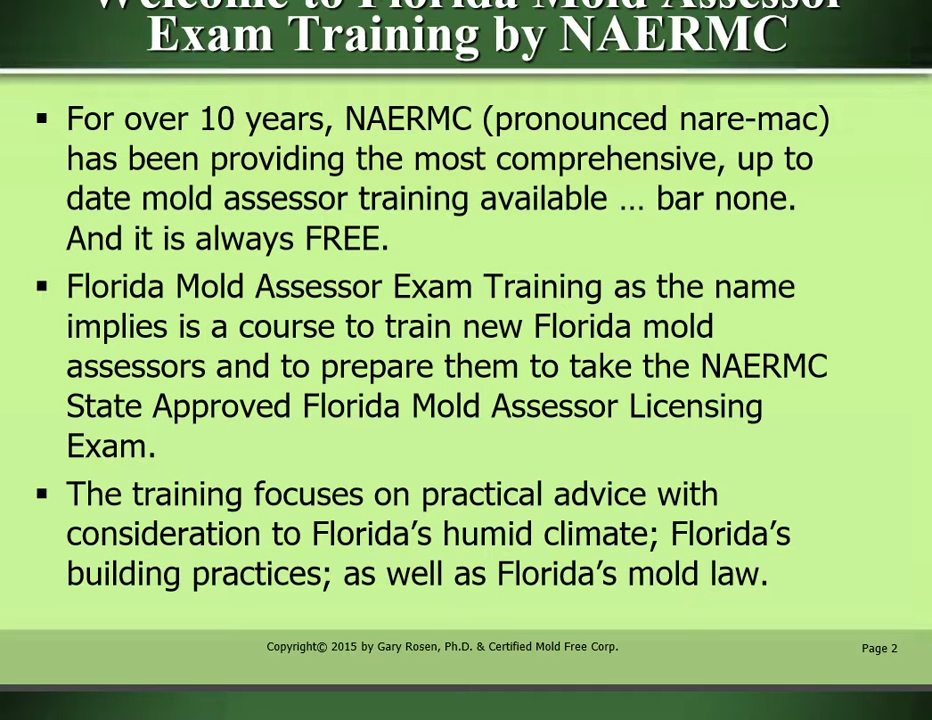 Welcome to Florida Mold Assessor
Exam Training by NAERMC
▪ For over 10 years, NAERMC (pronounced nare-mac)
has been providing the most comprehensive, up to
date mold assessor training available … bar none.
And it is always FREE.
▪ Florida Mold Assessor Exam Training as the name
implies is a course to train new Florida mold
assessors and to prepare them to take the NAERMC
State Approved Florida Mold Assessor Licensing
Exam.
▪ The training focuses on practical advice with
consideration to Florida’s humid climate; Florida’s
building practices; as well as Florida’s mold law.
Copyright© 2015 by Gary Rosen, Ph.D. & Certified Mold Free Corp.
Page 2